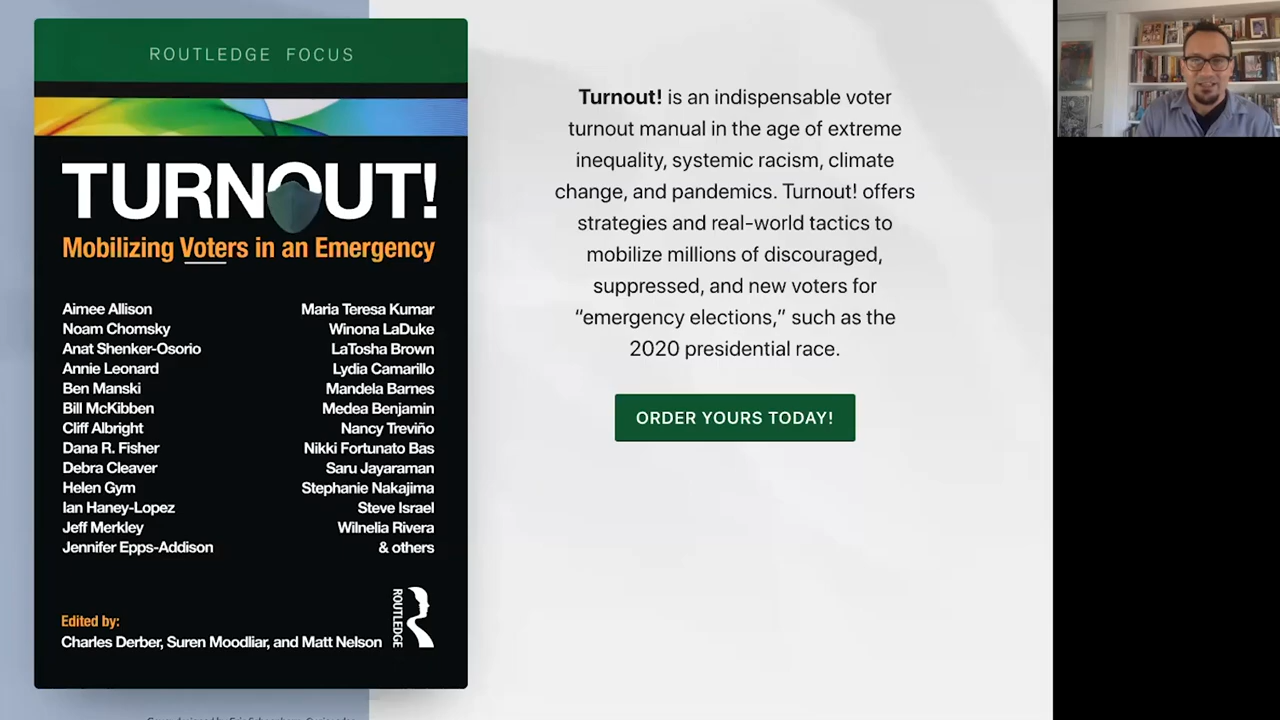 ROUTLEDGE FOCUS
TURNOUT!
Mobilizing Voters in an Emergency
Aimee Allison
Noam Chomsky
Anat Shenker-Osorio
Annie Leonard
Ben Manski
Bill McKibben
Cliff Albright
Dana R. Fisher
Debra Cleaver
Helen Gym
Ian Haney-Lopez
Jeff Merkley
Jennifer Epps-Addison
Maria Teresa Kumar
Winona LaDuke
LaTosha Brown
Lydia Camarillo
Mandela Barnes
Medea Benjamin
Nancy Treviño
Nikki Fortunato Bas
Saru Jayaraman
Stephanie Nakajima
Steve Israel
Wilnelia Rivera
& others
Edited by:
Charles Derber, Suren Moodliar, and Matt Nelson
ROUTLEDGE
Turnout! is an indispensable voter
turnout manual in the age of extreme
inequality, systemic racism, climate
change, and pandemics. Turnout! offers
strategies and real-world tactics to
mobilize millions of discouraged,
suppressed, and new voters for
“emergency elections,” such as the
2020 presidential race.
ORDER YOURS TODAY!